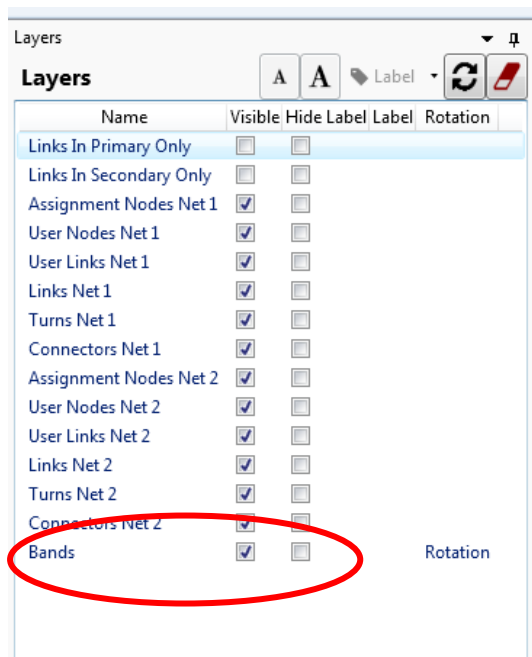 Layers
Layers A A Label
Name Visible Hide Label Label Rotation
Links In Primary Only
Links In Secondary Only
Assignment Nodes Net 1
User Nodes Net 1
User Links Net 1
Links Net 1
Turns Net 1
Connectors Net 1
Assignment Nodes Net 2
User Nodes Net 2
User Links Net 2
Links Net 2
Turns Net 2
Connectors Net 2
Bands Rotation